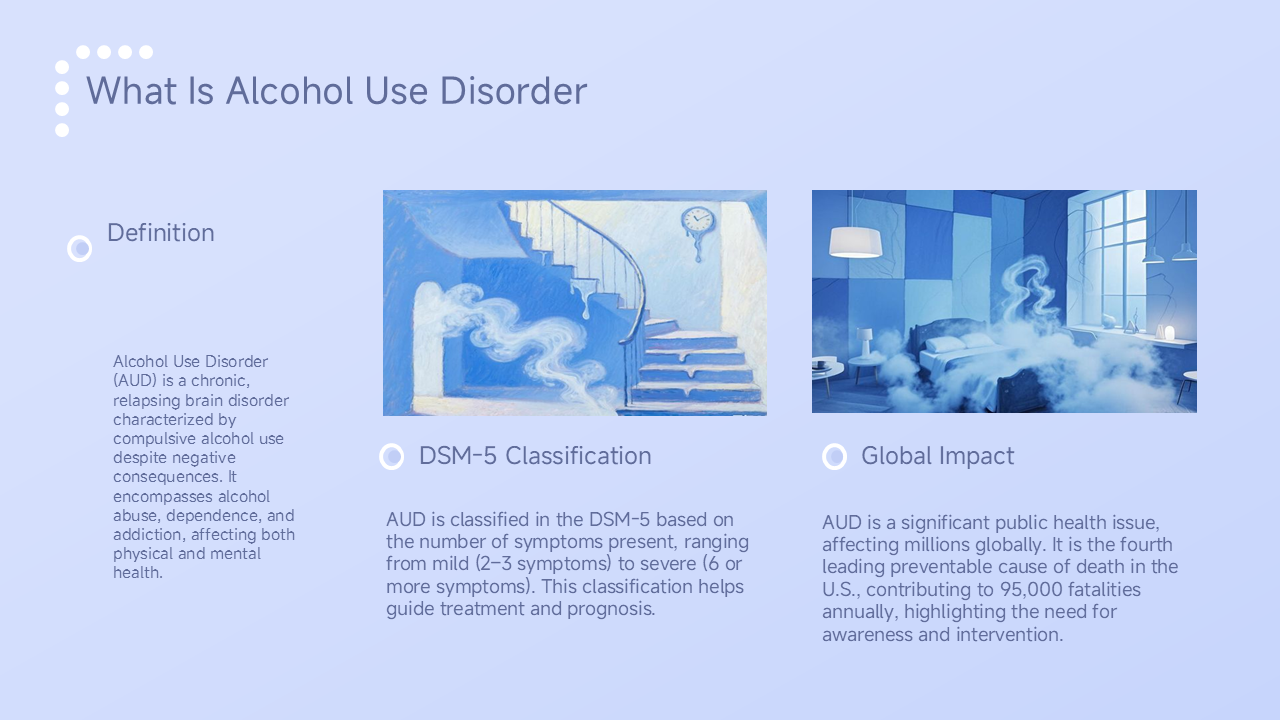 What Is Alcohol Use Disorder
Definition
Alcohol Use Disorder
(AUD) is a chronic,
relapsing brain disorder
characterized by
compulsive alcohol use
despite negative
consequences. It
encompasses alcohol
abuse, dependence, and
addiction, affecting both
physical and mental
health.
DSM-5 Classification
AUD is classified in the DSM-5 based on
the number of symptoms present, ranging
from mild (2–3 symptoms) to severe (6 or
more symptoms). This classification helps
guide treatment and prognosis.
Global Impact
AUD is a significant public health issue,
affecting millions globally. It is the fourth
leading preventable cause of death in the
U.S., contributing to 95,000 fatalities
annually, highlighting the need for
awareness and intervention.